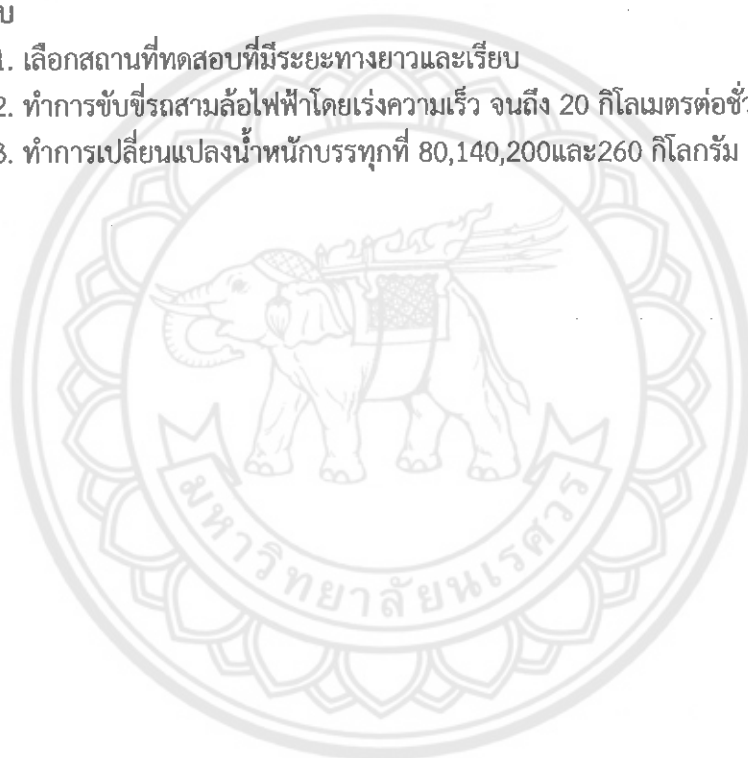 บ
1. เลือกสถานที่ทดสอบที่มีระยะทางยาวและเรียบ
2. ทำการขับขี่รถสามล้อไฟฟ้าโดยเร่งความเร็ว จนถึง 20 กิโลเมตรต่อชั่ว
3. ทำการเปลี่ยนแปลงน้ำหนักบรรทุกที่ 80,140,200และ260 กิโลกรัม
มหาวิทยาลัยนเรศวร